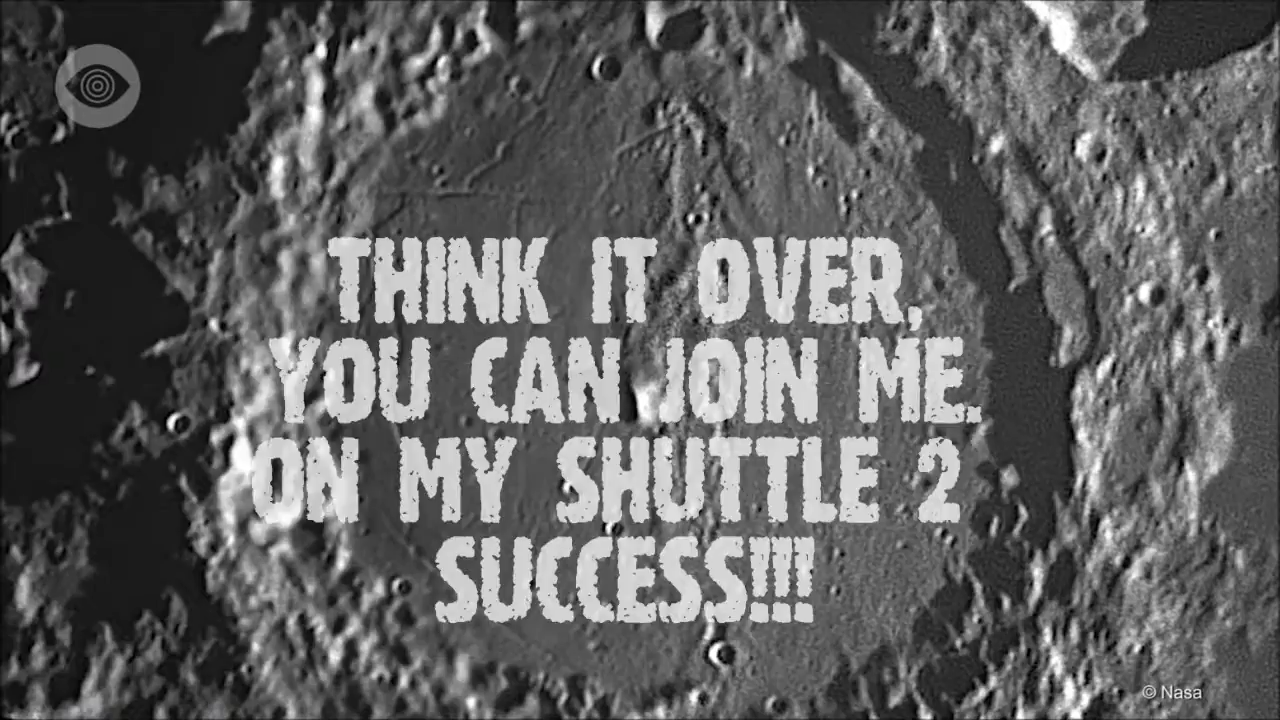 THINK IT OVER,
YOU CAN JOIN ME.
ON MY SHUTTLE 2
SUCCESS!!!
© Nasa